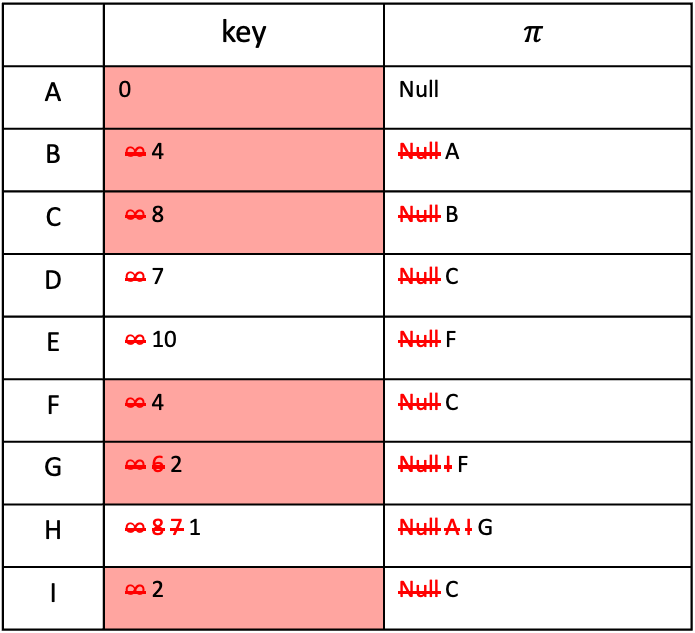 key π
A 0 Null
B ∞ 4 Null A
C ∞ 8 Null B
D ∞ 7 Null C
E ∞ 10 Null F
F ∞ 4 Null C
G ∞ 6 2 Null I F
H ∞ 8 7 1 Null A I G
I ∞ 2 Null C